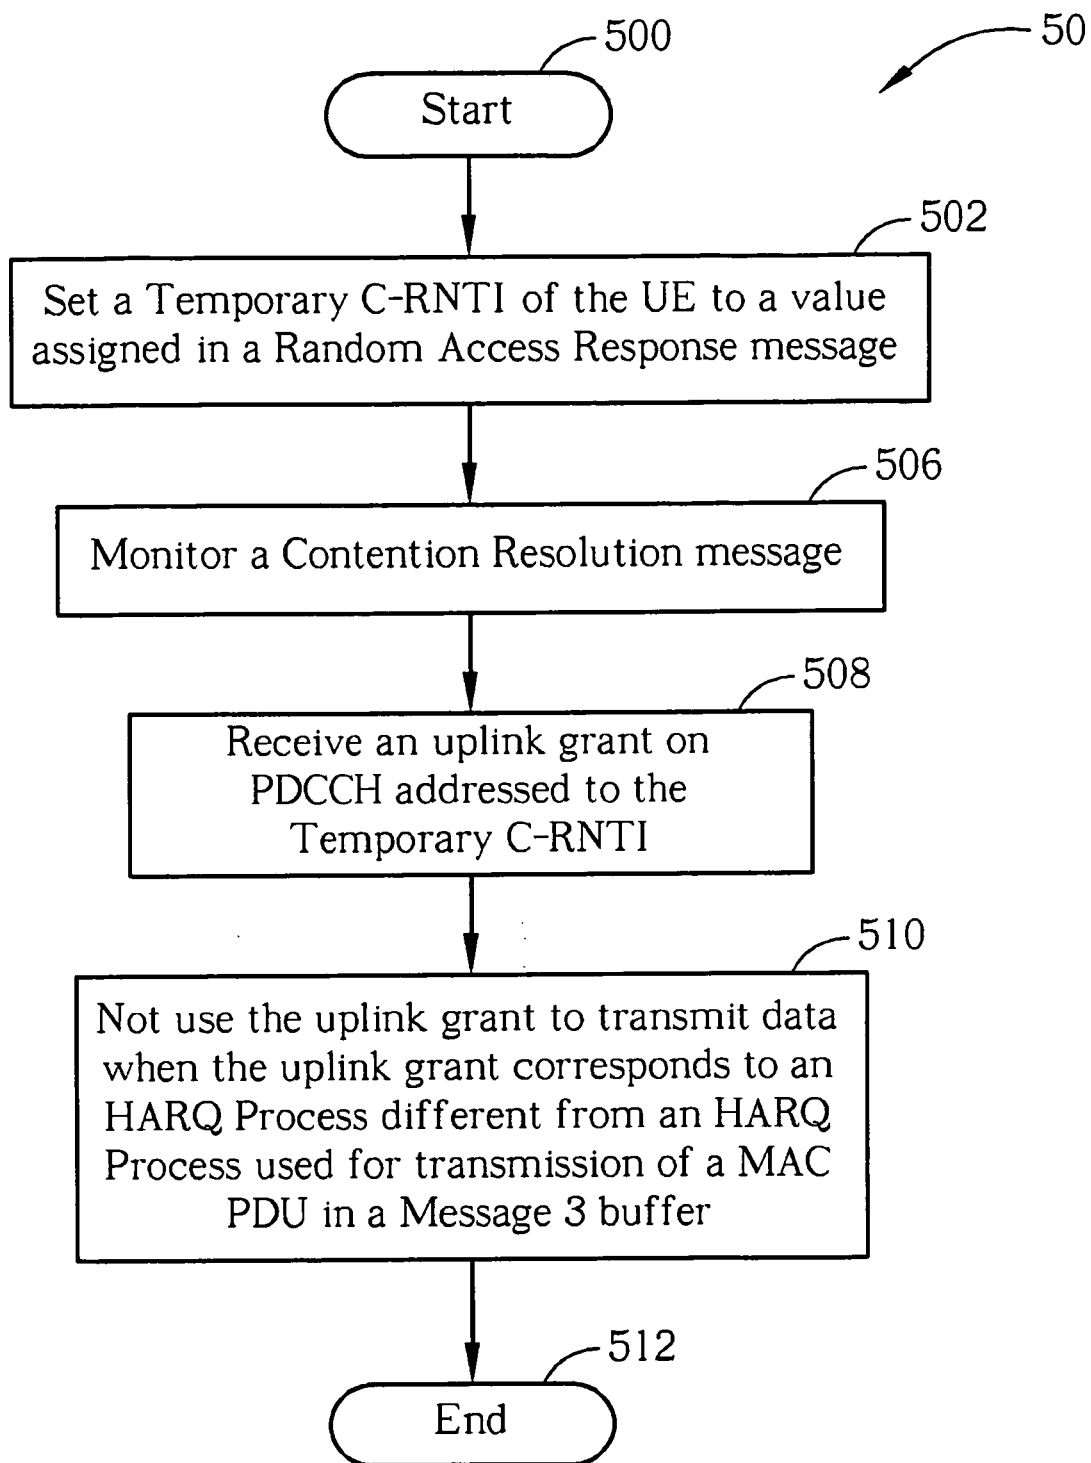 500
50
Start
502
Set a Temporary C-RNTI of the UE to a value
assigned in a Random Access Response message
506
Monitor a Contention Resolution message
508
Receive an uplink grant on
PDCCH addressed to the
Temporary C-RNTI
510
Not use the uplink grant to transmit data
when the uplink grant corresponds to an
HARQ Process different from an HARQ
Process used for transmission of a MAC
PDU in a Message 3 buffer
512
End